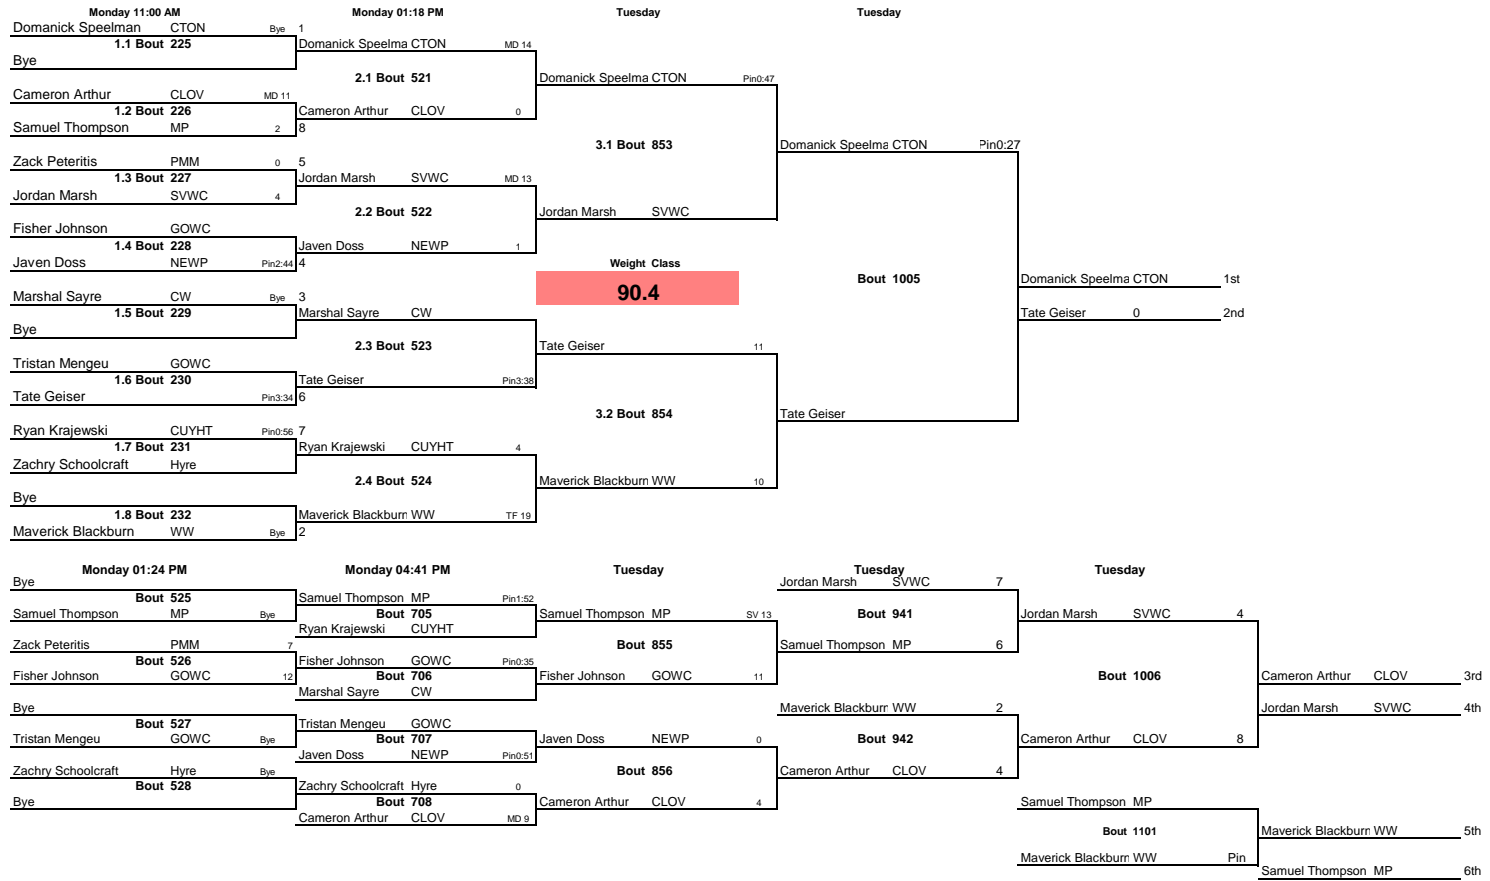 Monday 11:00 AM Monday 01:18 PM Tuesday Tuesday
Domanick Speelman CTON Bye 1
1.1 Bout 225 Domanick Speelma CTON MD 14
Bye
2.1 Bout 521 Domanick Speelma CTON Pin0:47
Cameron Arthur CLOV MD 11
1.2 Bout 226 Cameron Arthur CLOV 0
Samuel Thompson MP 2 8
3.1 Bout 853 Domanick Speelma CTON Pin0:27
Zack Peteritis PMM 0 5
1.3 Bout 227 Jordan Marsh SVWC MD 13
Jordan Marsh SVWC 4
2.2 Bout 522 Jordan Marsh SVWC
Fisher Johnson GOWC
1.4 Bout 228 Javen Doss NEWP 1
Javen Doss NEWP Pin2:44 4 Weight Class
Bout 1005 Domanick Speelma CTON 1st
Marshal Sayre CW Bye 3 90.4
1.5 Bout 229 Marshal Sayre CW Tate Geiser 0 2nd
Bye
2.3 Bout 523 Tate Geiser 11
Tristan Mengeu GOWC
1.6 Bout 230 Tate Geiser Pin3:38
Tate Geiser Pin3:34 6
3.2 Bout 854 Tate Geiser
Ryan Krajewski CUYHT Pin0:56 7
1.7 Bout 231 Ryan Krajewski CUYHT 4
Zachry Schoolcraft Hyre
2.4 Bout 524 Maverick Blackburn WW 10
Bye
1.8 Bout 232 Maverick Blackburn WW TF 19
Maverick Blackburn WW Bye 2
Monday 01:24 PM Monday 04:41 PM Tuesday Tuesday Tuesday
Bye Jordan Marsh SVWC 7
Bout 525 Samuel Thompson MP Pin1:52
Samuel Thompson MP Bye Bout 705 Samuel Thompson MP SV 13 Bout 941 Jordan Marsh SVWC 4
Ryan Krajewski CUYHT
Zack Peteritis PMM 7 Bout 855 Samuel Thompson MP 6
Bout 526 Fisher Johnson GOWC Pin0:35
Fisher Johnson GOWC 12 Bout 706 Fisher Johnson GOWC 11 Bout 1006 Cameron Arthur CLOV 3rd
Marshal Sayre CW
Bye Maverick Blackburn WW 2 Jordan Marsh SVWC 4th
Bout 527 Tristan Mengeu GOWC
Tristan Mengeu GOWC Bye Bout 707 Javen Doss NEWP 0 Bout 942 Cameron Arthur CLOV 8
Javen Doss NEWP Pin0:51
Zachry Schoolcraft Hyre Bye Bout 856 Cameron Arthur CLOV 4
Bout 528 Zachry Schoolcraft Hyre 0
Bye Bout 708 Cameron Arthur CLOV 4 Samuel Thompson MP
Cameron Arthur CLOV MD 9
Bout 1101 Maverick Blackburn WW 5th
Maverick Blackburn WW Pin
Samuel Thompson MP 6th